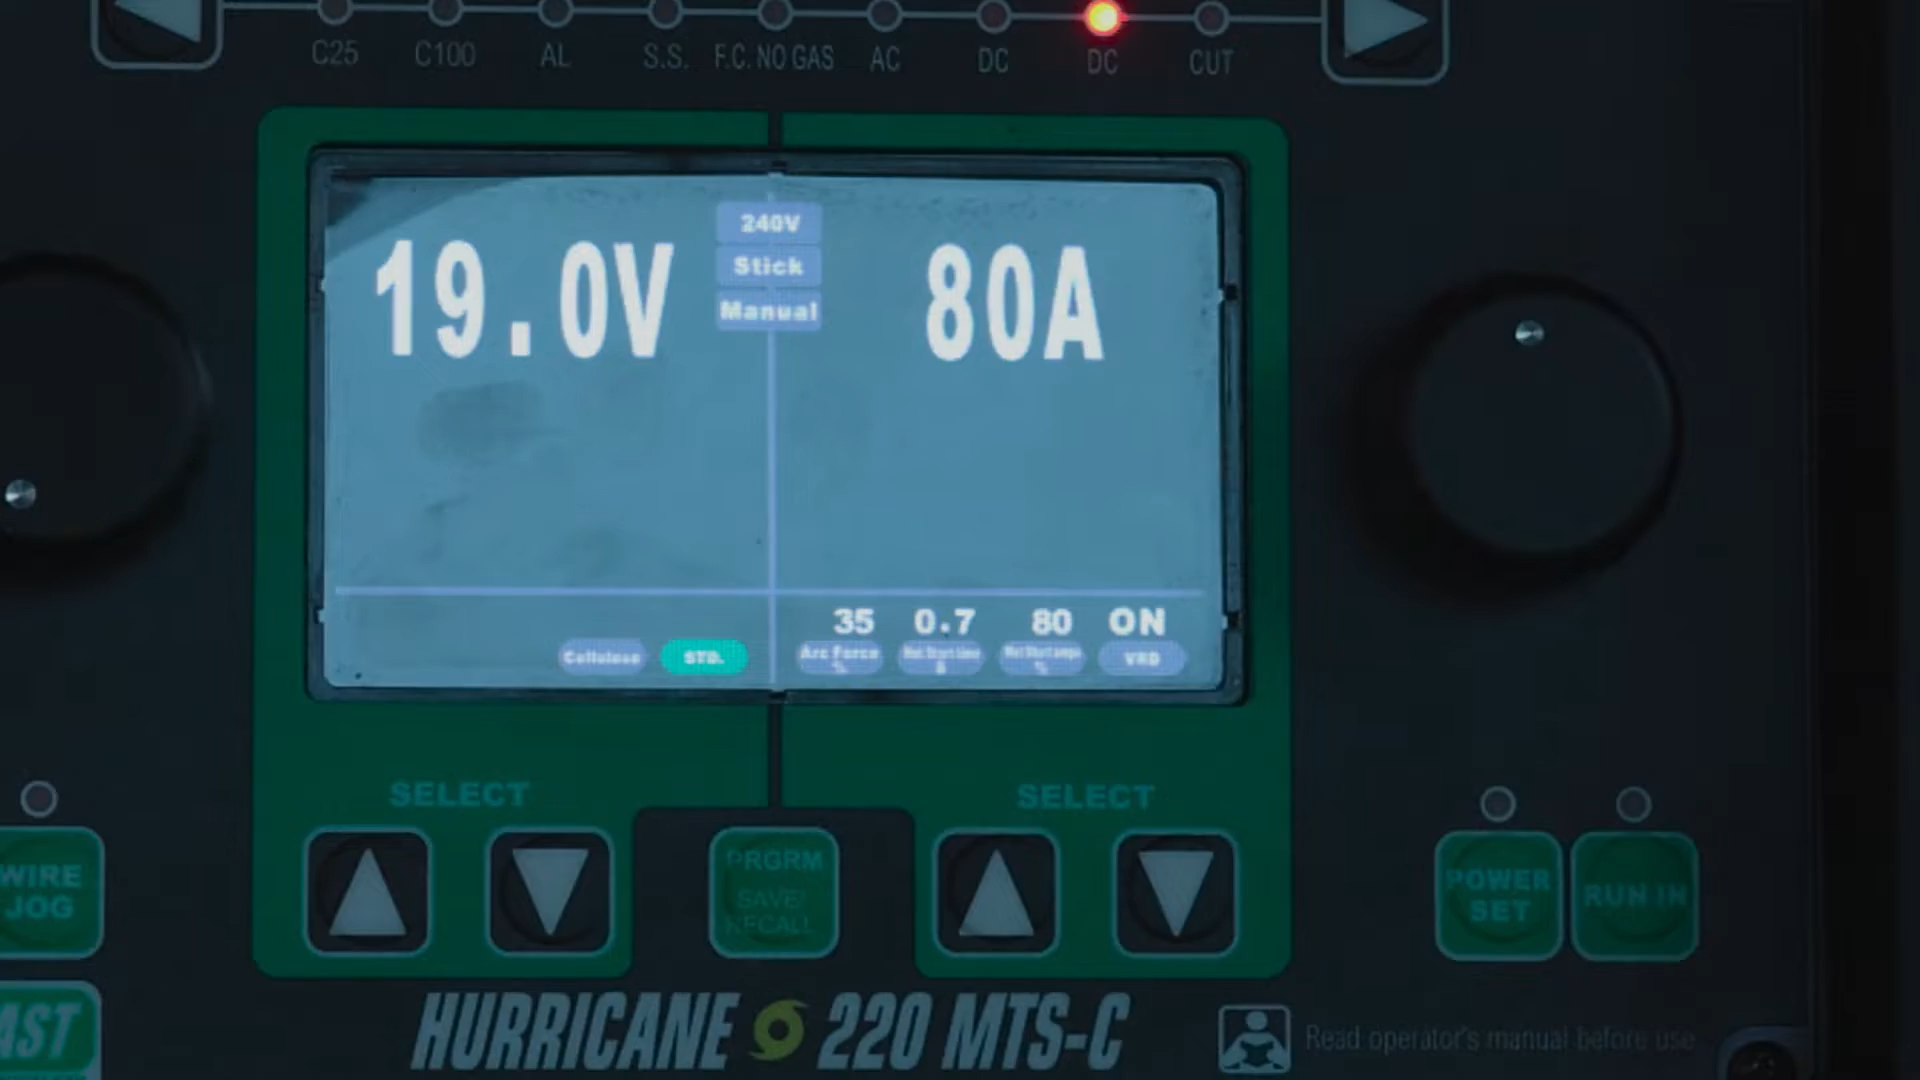 C25 C100 AL S.S. F.C. NO GAS AC DC DC CUT
240V
19.0V Stick 80A
Manual
35 0.7 80 ON
Cellulose STD. Arc Force % Hot Start time S Hot Start amps % VRD
SELECT SELECT
WIRE JOG
PRGRM
SAVE/
RECALL
POWER SET
RUN IN
AST
HURRICANE 220 MTS-C
Read operator's manual before use